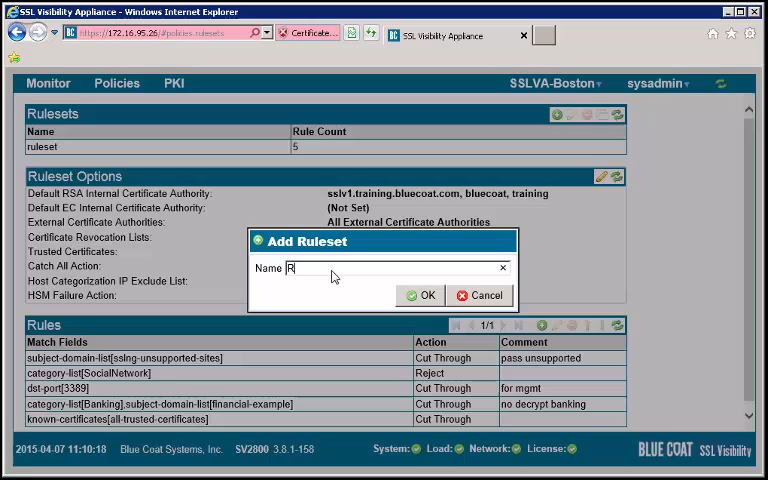 SSL Visibility Appliance - Windows Internet Explorer
https://172.16.95.26/#policies.rulesets
Certificate...
SSL Visibility Appliance
Monitor Policies PKI SSLVA-Boston sysadmin
Rulesets
Name Rule Count
ruleset 5
Ruleset Options
Default RSA Internal Certificate Authority: sslv1.training.bluecoat.com, bluecoat, training
Default EC Internal Certificate Authority: (Not Set)
External Certificate Authorities: All External Certificate Authorities
Certificate Revocation Lists:
Trusted Certificates:
Catch All Action:
Host Categorization IP Exclude List:
HSM Failure Action:
Add Ruleset
Name R
OK Cancel
Rules 1/1
Match Fields Action Comment
subject-domain-list[sslng-unsupported-sites] Cut Through pass unsupported
category-list[SocialNetwork] Reject
dst-port[3389] Cut Through for mgmt
category-list[Banking],subject-domain-list[financial-example] Cut Through no decrypt banking
known-certificates[all-trusted-certificates] Cut Through
2015-04-07 11:10:18 Blue Coat Systems, Inc. SV2800 3.8.1-158 System: Load: Network: License: BLUE COAT SSL Visibility